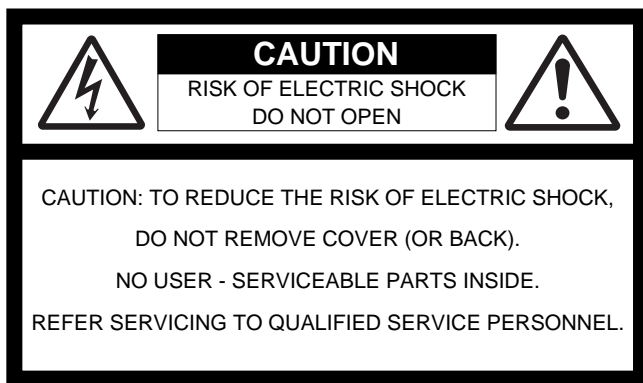 CAUTION
RISK OF ELECTRIC SHOCK
DO NOT OPEN
CAUTION: TO REDUCE THE RISK OF ELECTRIC SHOCK,
DO NOT REMOVE COVER (OR BACK).
NO USER - SERVICEABLE PARTS INSIDE.
REFER SERVICING TO QUALIFIED SERVICE PERSONNEL.